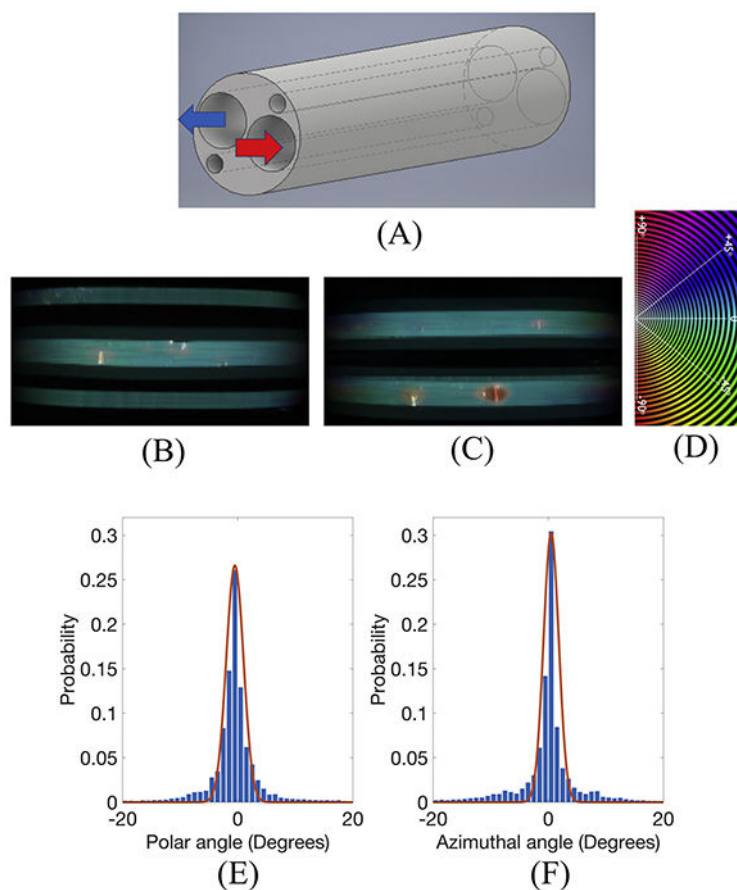 (A)
+90°
+45°
0
-45°
-90°
(B)
(C)
(D)
0.3
0.25
0.2
0.15
0.1
0.05
0
Probability
-20
0
20
Polar angle (Degrees)
(E)
0.3
0.25
0.2
0.15
0.1
0.05
0
Probability
-20
0
20
Azimuthal angle (Degrees)
(F)